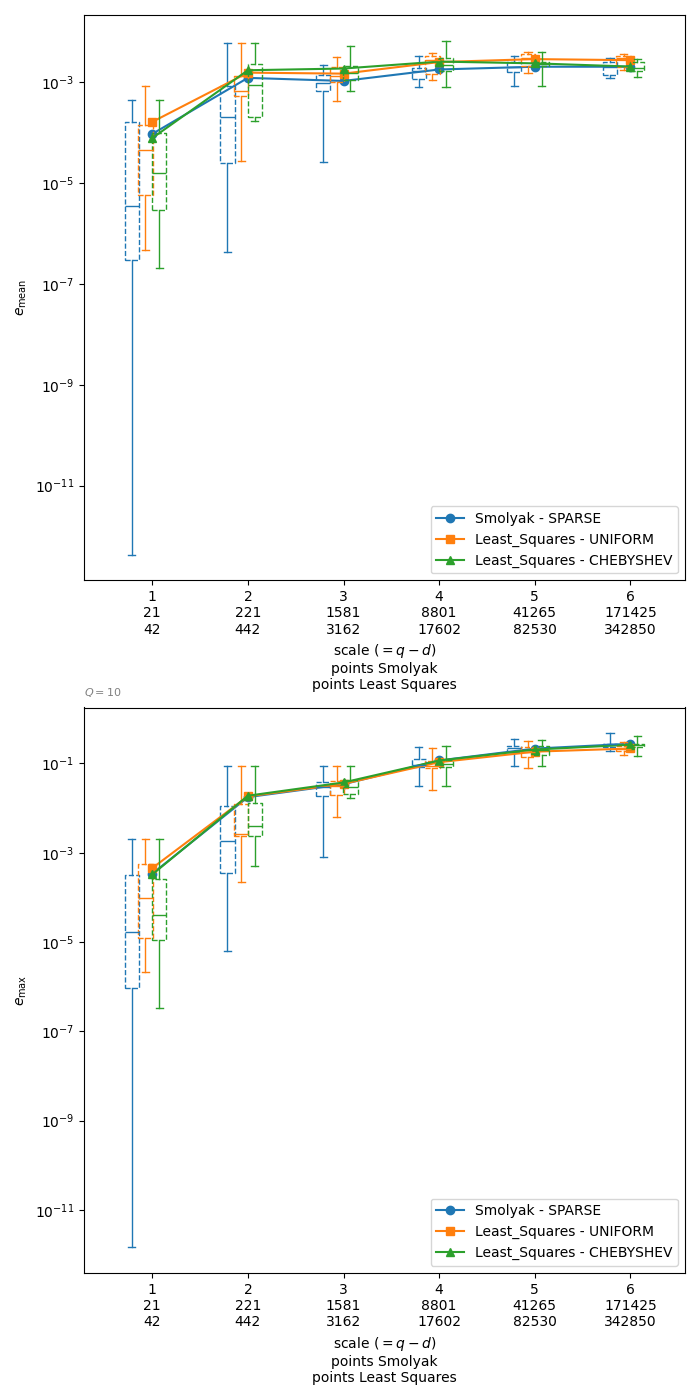 10⁻³
10⁻⁵
10⁻⁷
10⁻⁹
10⁻¹¹
e_mean
Smolyak - SPARSE
Least_Squares - UNIFORM
Least_Squares - CHEBYSHEV
1 2 3 4 5 6
21 221 1581 8801 41265 171425
42 442 3162 17602 82530 342850
scale (= q − d)
points Smolyak
points Least Squares
Q = 10
10⁻¹
10⁻³
10⁻⁵
10⁻⁷
10⁻⁹
10⁻¹¹
e_max
Smolyak - SPARSE
Least_Squares - UNIFORM
Least_Squares - CHEBYSHEV
1 2 3 4 5 6
21 221 1581 8801 41265 171425
42 442 3162 17602 82530 342850
scale (= q − d)
points Smolyak
points Least Squares